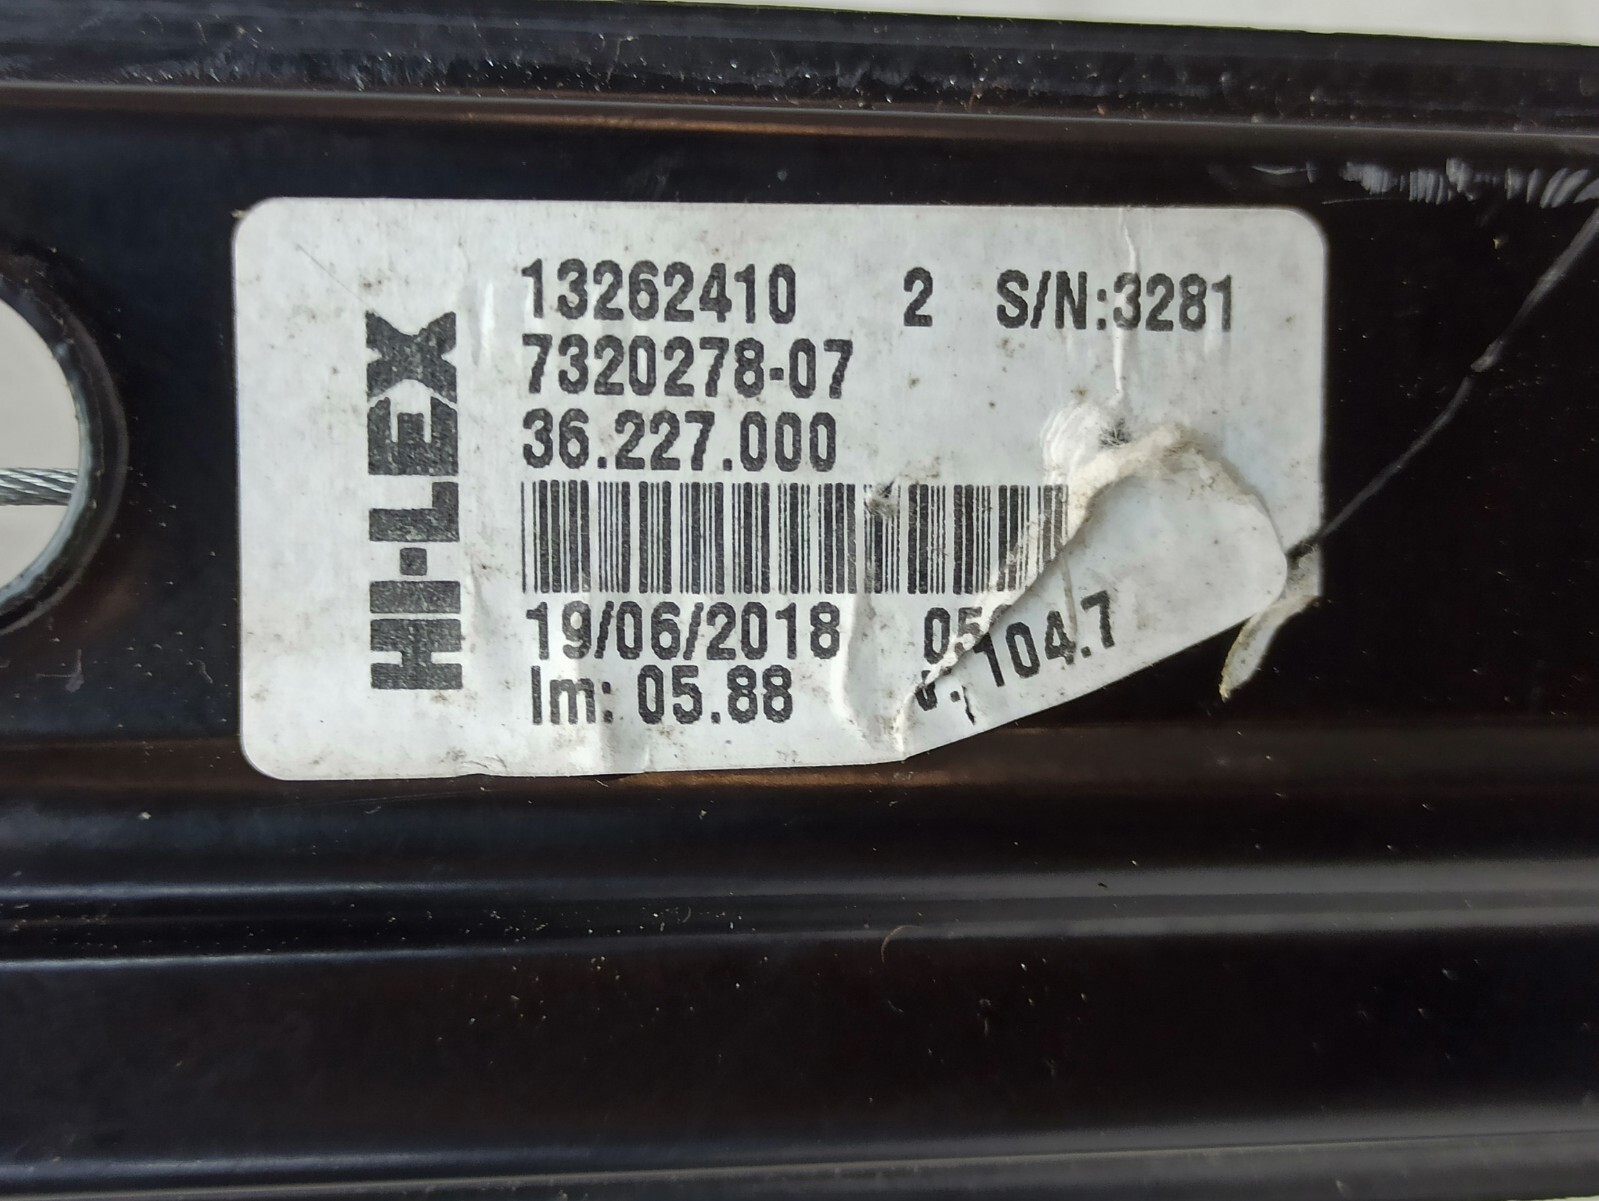 HI-LEX
13262410 2 S/N:3281
7320278-07
36.227.000
19/06/2018
Im: 05.88 104.7